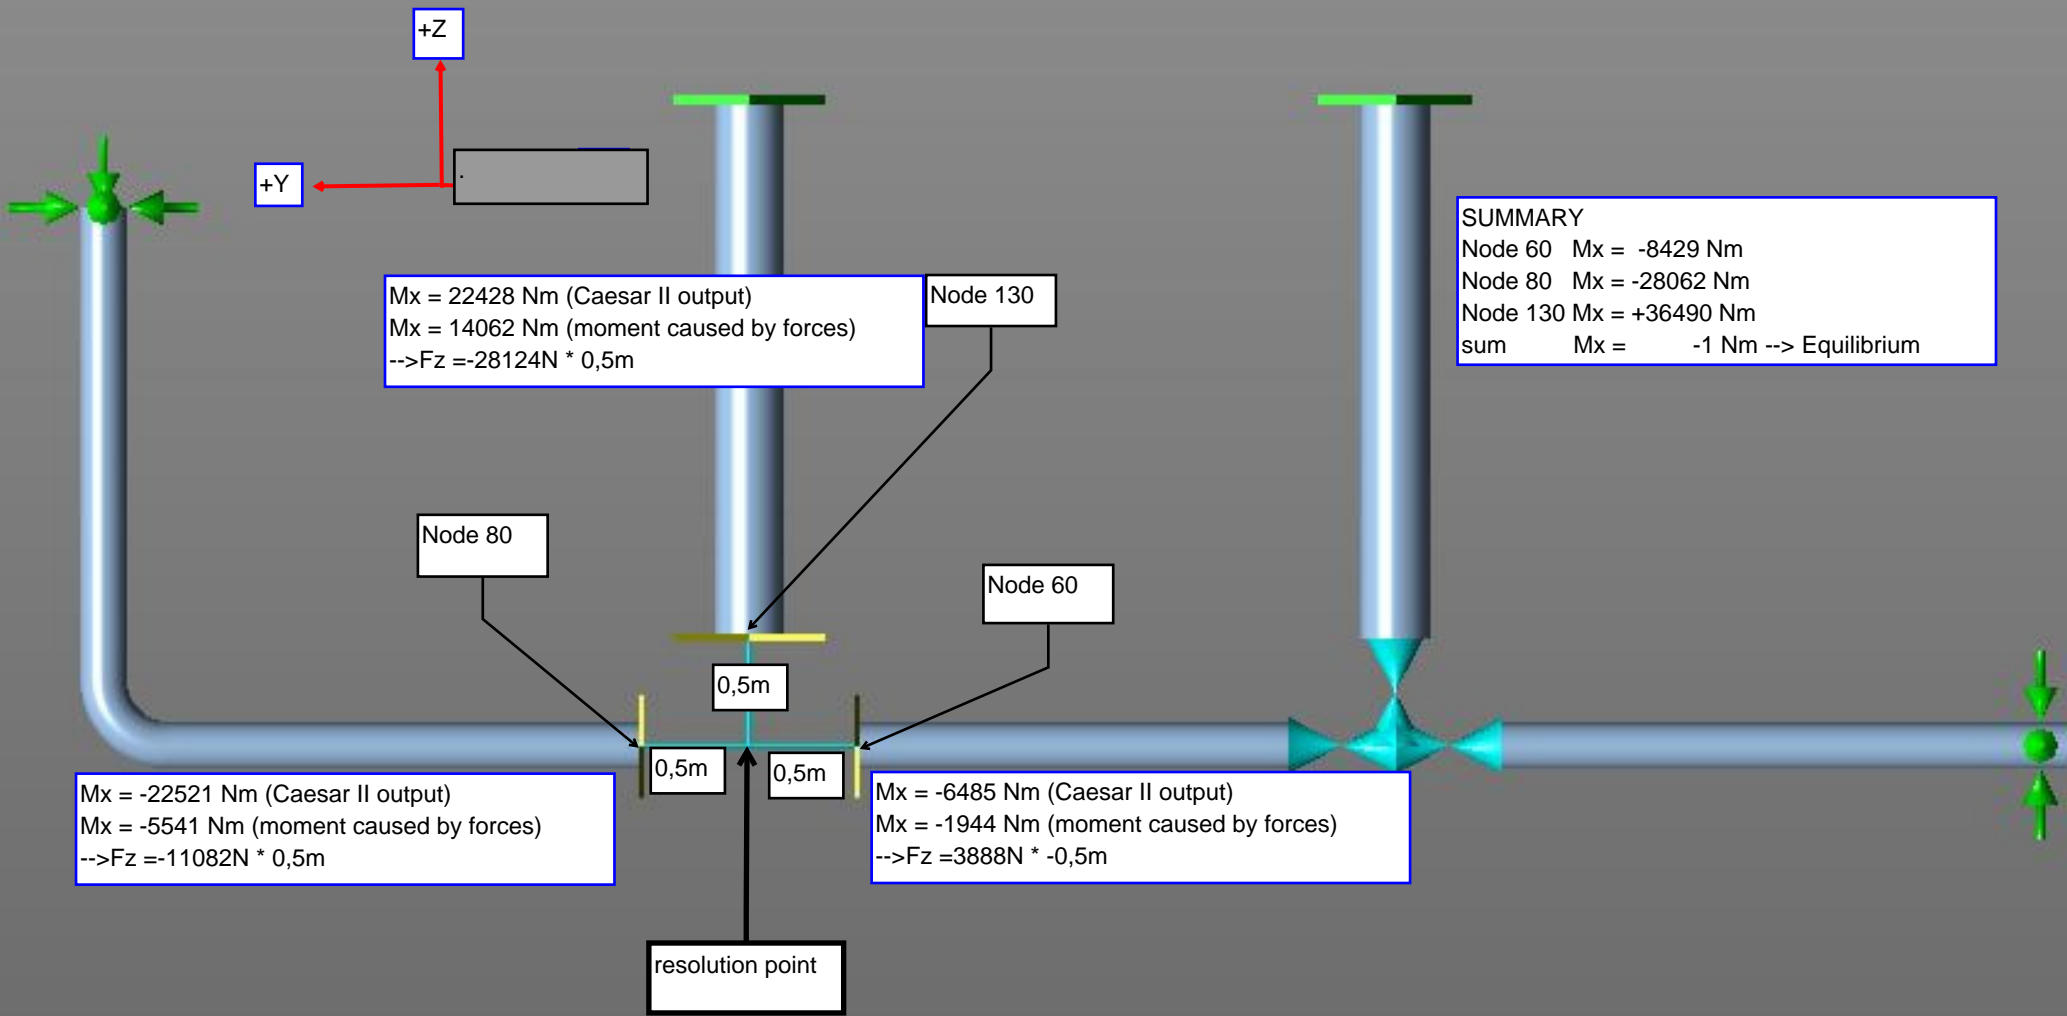 +Z
+Y
.
Mx = 22428 Nm (Caesar II output)
Mx = 14062 Nm (moment caused by forces)
-->Fz =-28124N * 0,5m
Node 130
SUMMARY
Node 60 Mx = -8429 Nm
Node 80 Mx = -28062 Nm
Node 130 Mx = +36490 Nm
sum Mx = -1 Nm --> Equilibrium
Node 80
Node 60
0,5m
0,5m
0,5m
Mx = -22521 Nm (Caesar II output)
Mx = -5541 Nm (moment caused by forces)
-->Fz =-11082N * 0,5m
Mx = -6485 Nm (Caesar II output)
Mx = -1944 Nm (moment caused by forces)
-->Fz =3888N * -0,5m
resolution point